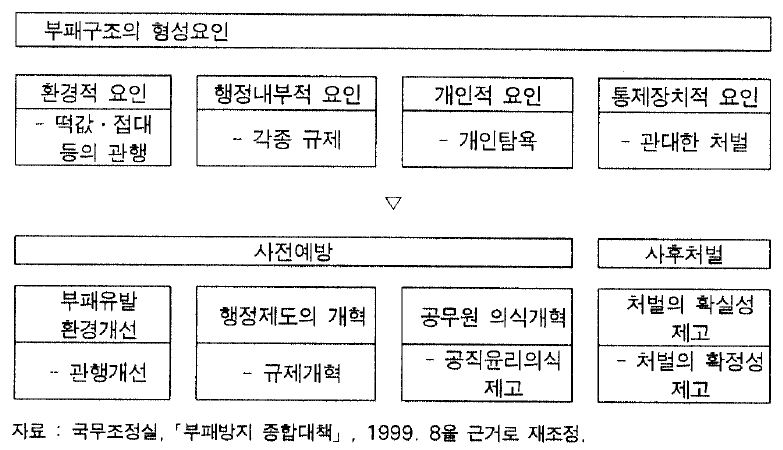 부패구조의 형성요인
환경적 요인
- 떡값·접대
등의 관행
행정내부적 요인
- 각종 규제
개인적 요인
- 개인탐욕
통제장치적 요인
- 관대한 처벌
▽
사전예방
사후처벌
부패유발
환경개선
- 관행개선
행정제도의 개혁
- 규제개혁
공무원 의식개혁
- 공직윤리의식
제고
처벌의 확실성
제고
- 처벌의 확정성
제고
자료 : 국무조정실, 「부패방지 종합대책」, 1999. 8을 근거로 재조정.